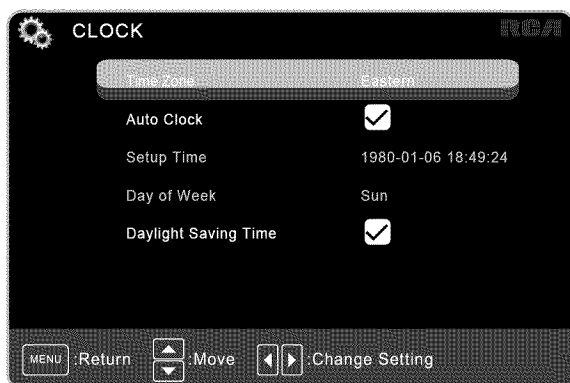 CLOCK RCA
Time Zone Eastern
Auto Clock
Setup Time 1980-01-06 18:49:24
Day of Week Sun
Daylight Saving Time
MENU :Return :Move :Change Setting